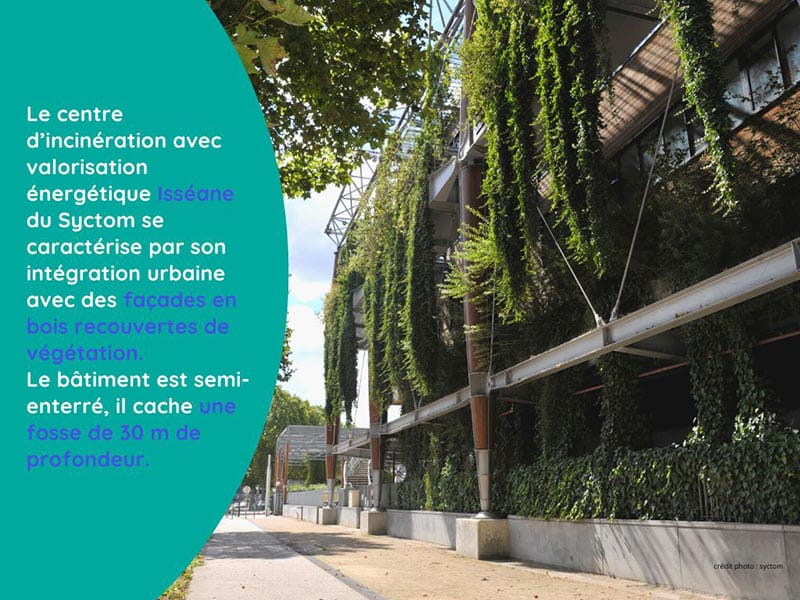 Le centre
d’incinération avec
valorisation
énergétique Isséane
du Syctom se
caractérise par son
intégration urbaine
avec des façades en
bois recouvertes de
végétation.
Le bâtiment est semi-
enterré, il cache une
fosse de 30 m de
profondeur.
crédit photo : syctom